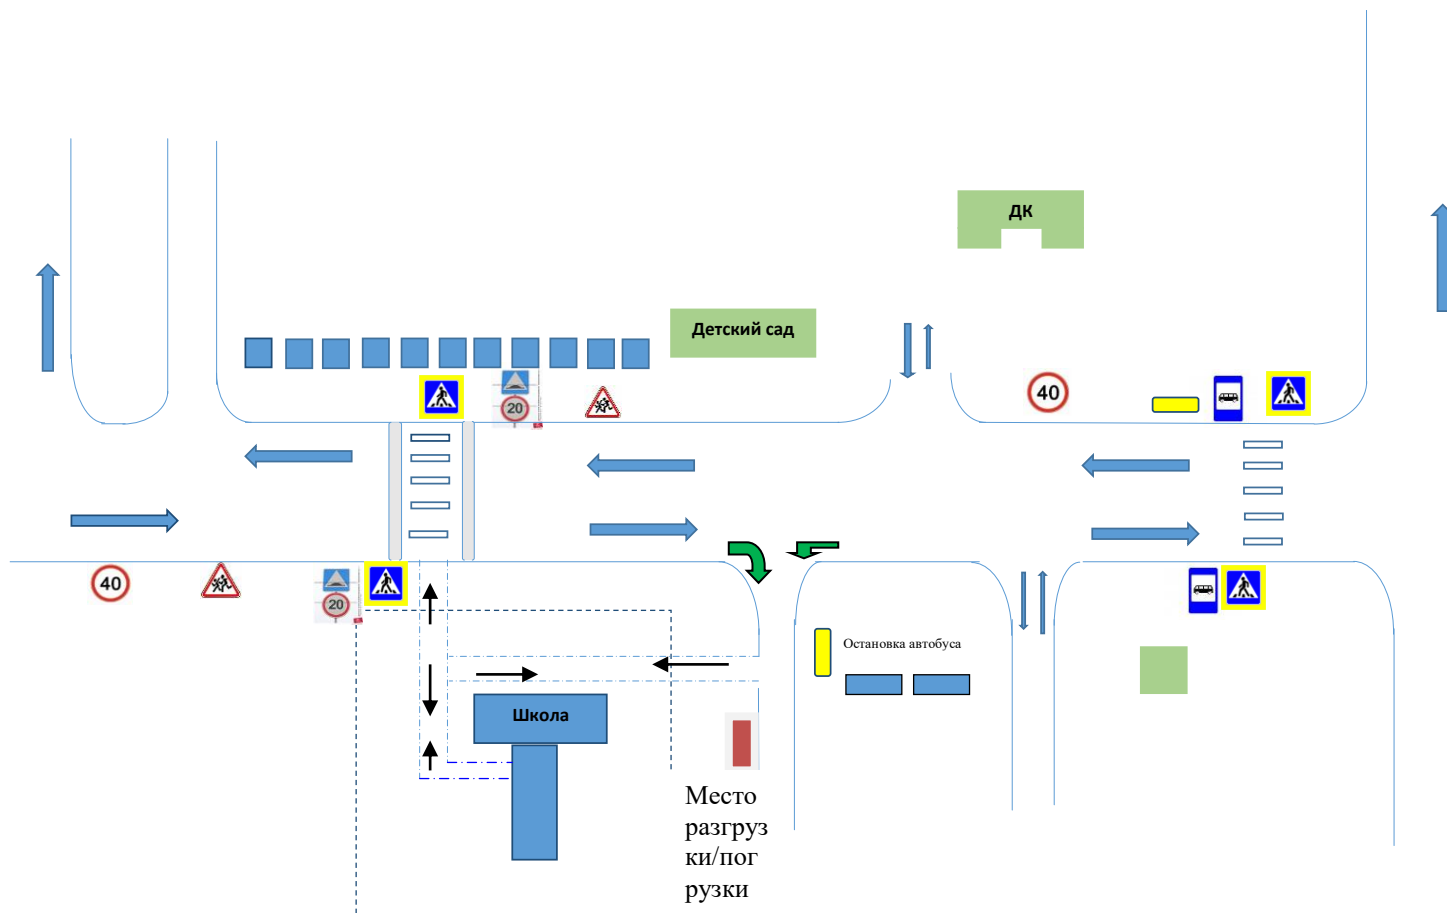 ДК
Детский сад
20
40
40
20
Остановка автобуса
Школа
Место
разгруз
ки/пог
рузки